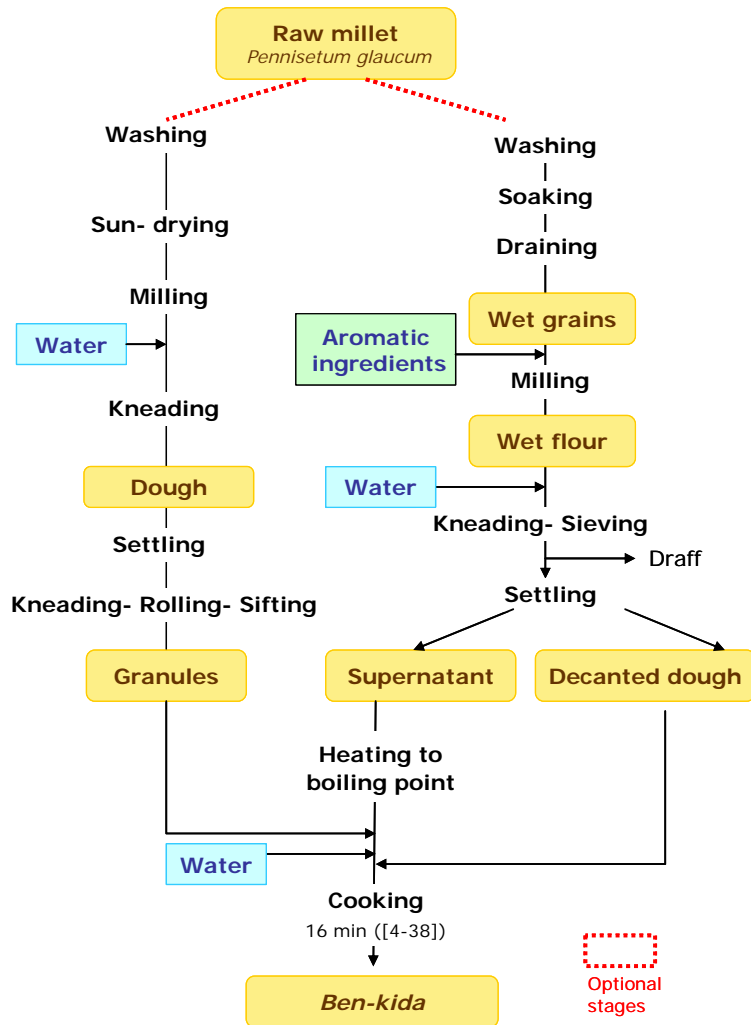 Raw millet
Pennisetum glaucum
Washing
Sun- drying
Milling
Water
Kneading
Dough
Settling
Kneading- Rolling- Sifting
Granules
Washing
Soaking
Draining
Wet grains
Aromatic
ingredients
Milling
Wet flour
Water
Kneading- Sieving
Draff
Settling
Supernatant
Decanted dough
Heating to
boiling point
Water
Cooking
16 min ([4-38])
Ben-kida
Optional
stages